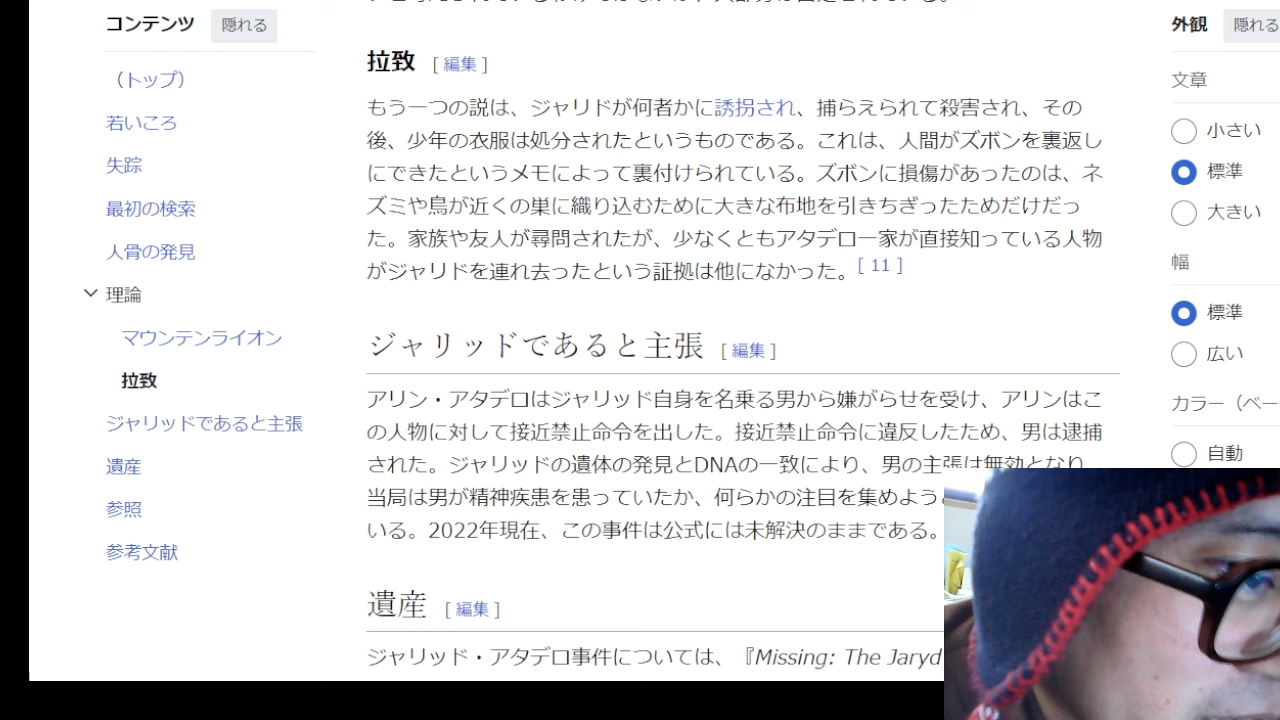 コンテンツ 隠れる
（トップ）
若いころ
失踪
最初の検索
人骨の発見
理論
マウンテンライオン
拉致
ジャリッドであると主張
遺産
参照
参考文献
拉致 [ 編集 ]
もう一つの説は、ジャリドが何者かに誘拐され、捕らえられて殺害され、その
後、少年の衣服は処分されたというものである。これは、人間がズボンを裏返し
にできたというメモによって裏付けられている。ズボンに損傷があったのは、ネ
ズミや鳥が近くの巣に織り込むために大きな布地を引きちぎったためだけだっ
た。家族や友人が尋問されたが、少なくともアタデロ一家が直接知っている人物
がジャリドを連れ去ったという証拠は他になかった。[ 11 ]
ジャリッドであると主張 [ 編集 ]
アリン・アタデロはジャリッド自身を名乗る男から嫌がらせを受け、アリンはこ
の人物に対して接近禁止命令を出した。接近禁止命令に違反したため、男は逮捕
された。ジャリッドの遺体の発見とDNAの一致により、男の主張は無効となり、
当局は男が精神疾患を患っていたか、何らかの注目を集めよう
いる。2022年現在、この事件は公式には未解決のままである。
遺産 [ 編集 ]
ジャリッド・アタデロ事件については、『Missing: The Jaryd
外観 隠れる
文章
小さい
標準
大きい
幅
標準
広い
カラー（ベー
自動